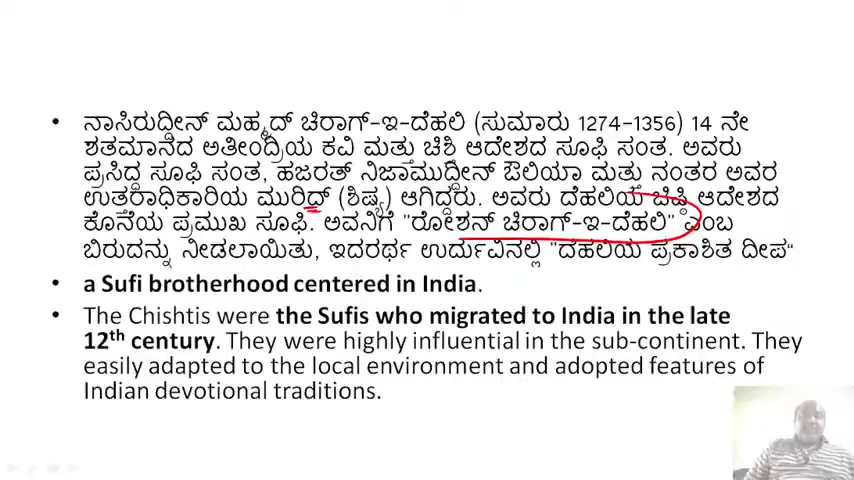 • ನಾಸಿರುದ್ದೀನ್ ಮಹ್ಮದ್ ಚಿರಾಗ್-ಇ-ದೆಹಲಿ (ಸುಮಾರು 1274-1356) 14 ನೇ
ಶತಮಾನದ ಅತೀಂದ್ರಿಯ ಕವಿ ಮತ್ತು ಚಿಶ್ತಿ ಆದೇಶದ ಸೂಫಿ ಸಂತ. ಅವರು
ಪ್ರಸಿದ್ಧ ಸೂಫಿ ಸಂತ, ಹಜರತ್ ನಿಜಾಮುದ್ದೀನ್ ಔಲಿಯಾ ಮತ್ತು ನಂತರ ಅವರ
ಉತ್ತರಾಧಿಕಾರಿಯ ಮುರಿದ್ (ಶಿಷ್ಯ) ಆಗಿದ್ದರು. ಅವರು ದೆಹಲಿಯ ಚಿಷ್ಠಿ ಆದೇಶದ
ಕೊನೆಯ ಪ್ರಮುಖ ಸೂಫಿ. ಅವನಿಗೆ "ರೋಶನ್ ಚಿರಾಗ್-ಇ-ದೆಹಲಿ" ಎಂಬ
ಬಿರುದನ್ನು ನೀಡಲಾಯಿತು, ಇದರರ್ಥ ಉರ್ದುವಿನಲ್ಲಿ "ದೆಹಲಿಯ ಪ್ರಕಾಶಿತ ದೀಪ“
• a Sufi brotherhood centered in India.
• The Chishtis were the Sufis who migrated to India in the late
12th century. They were highly influential in the sub-continent. They
easily adapted to the local environment and adopted features of
Indian devotional traditions.